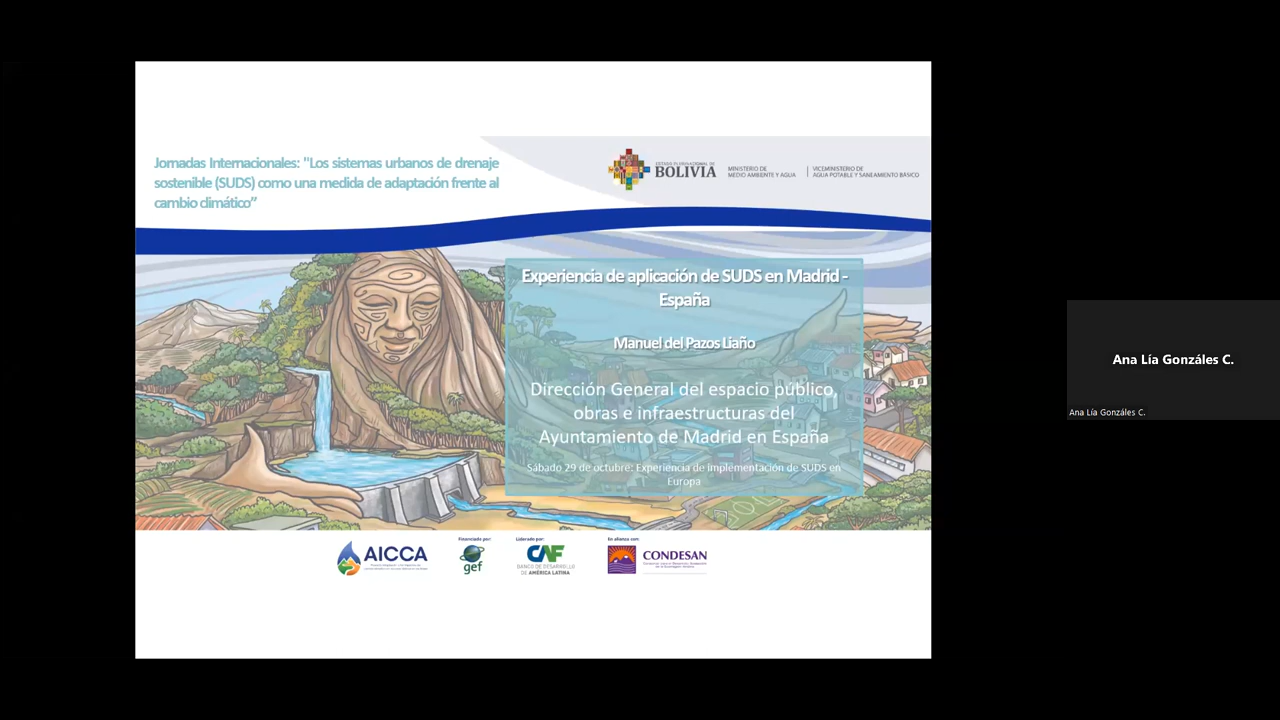 Jornadas Internacionales: "Los sistemas urbanos de drenaje
sostenible (SUDS) como una medida de adaptación frente al
cambio climático”
ESTADO PLURINACIONAL DE
BOLIVIA
MINISTERIO DE
MEDIO AMBIENTE Y AGUA
VICEMINISTERIO DE
AGUA POTABLE Y SANEAMIENTO BÁSICO
Experiencia de aplicación de SUDS en Madrid -
España
Manuel del Pazos Liaño
Dirección General del espacio público,
obras e infraestructuras del
Ayuntamiento de Madrid en España
Sábado 29 de octubre: Experiencia de implementación de SUDS en
Europa
Ana Lía Gonzáles C.
Ana Lía Gonzáles C.
AICCA
Financiado por:
gef
Liderado por:
CAF
BANCO DE DESARROLLO
DE AMÉRICA LATINA
En alianza con:
CONDESAN